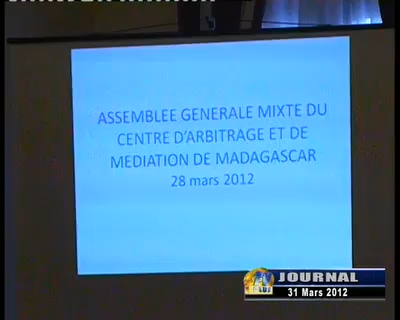 ASSEMBLEE GENERALE MIXTE DU
CENTRE D'ARBITRAGE ET DE
MEDIATION DE MADAGASCAR
28 mars 2012
JOURNAL
31 Mars 2012